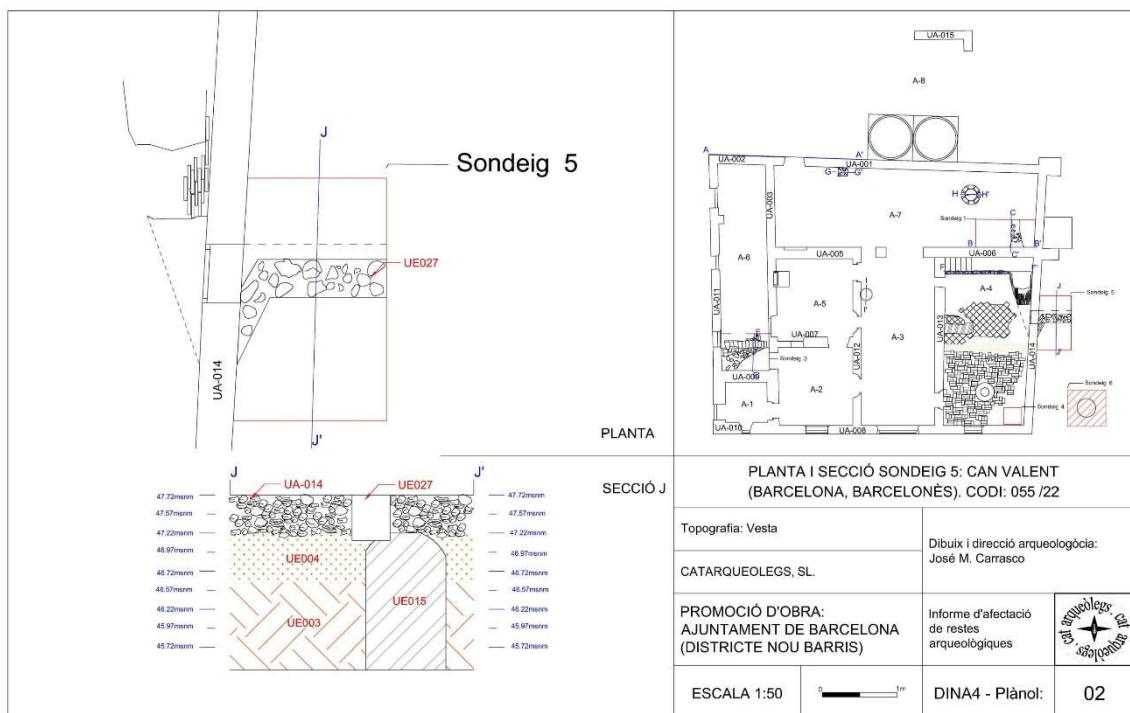 J
Sondeig 5
UE027
UA-014
J'
PLANTA
UA-015
A-8
A
A'
UA-002
UA-001
G
G'
UA-003
H
H'
A-7
Sondeig 1
C
B
B'
UA-005
UA-006
C'
A-6
F
F'
A-4
J
Sondeig 5
UA-011
A-5
I'
UA-013
UA-007
A-3
UA-014
J'
E
UA-012
Sondeig 3
UA-009
A-2
A-1
Sondeig 4
Sondeig 6
UA-010
UA-008
SECCIÓ J
J
J'
UA-014
UE027
47.72msnm
47.72msnm
47.57msnm
47.57msnm
47.22msnm
47.22msnm
46.97msnm
46.97msnm
UE004
46.72msnm
46.72msnm
46.57msnm
46.57msnm
UE015
46.22msnm
46.22msnm
UE003
45.97msnm
45.97msnm
45.72msnm
45.72msnm
PLANTA I SECCIÓ SONDEIG 5: CAN VALENT
(BARCELONA, BARCELONÈS). CODI: 055 /22
Topografia: Vesta
Dibuix i direcció arqueologòcia:
José M. Carrasco
CATARQUEOLEGS, SL.
PROMOCIÓ D'OBRA:
AJUNTAMENT DE BARCELONA
(DISTRICTE NOU BARRIS)
Informe d'afectació
de restes
arqueològiques
arqueòlegs.cat arqueòlegs.cat
ESCALA 1:50
0 1m
DINA4 - Plànol:
02